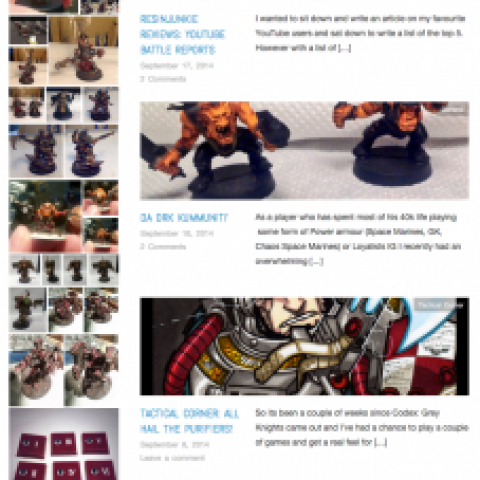 RESINJUNKIE
REVIEWS: YOUTUBE
BATTLE REPORTS
September 17, 2014
2 Comments
I wanted to sit down and write an article on my favourite
YouTube users and sat down to write a list of the top 5.
However with a list of [...]
DA ORK KUMMUNITY
September 16, 2014
2 Comments
As a player who has spent most of his 40k life playing
some form of Power armour (Space Marines, GK,
Chaos Space Marines) or Loyalists IG I recently had an
overwhelming [...]
Tactical Corner
TACTICAL CORNER: ALL
HAIL THE PURIFIERS!
September 8, 2014
Leave a comment
So its been a couple of weeks since Codex: Grey
Knights came out and I've had a chance to play a couple
of games and get a real feel for [...]